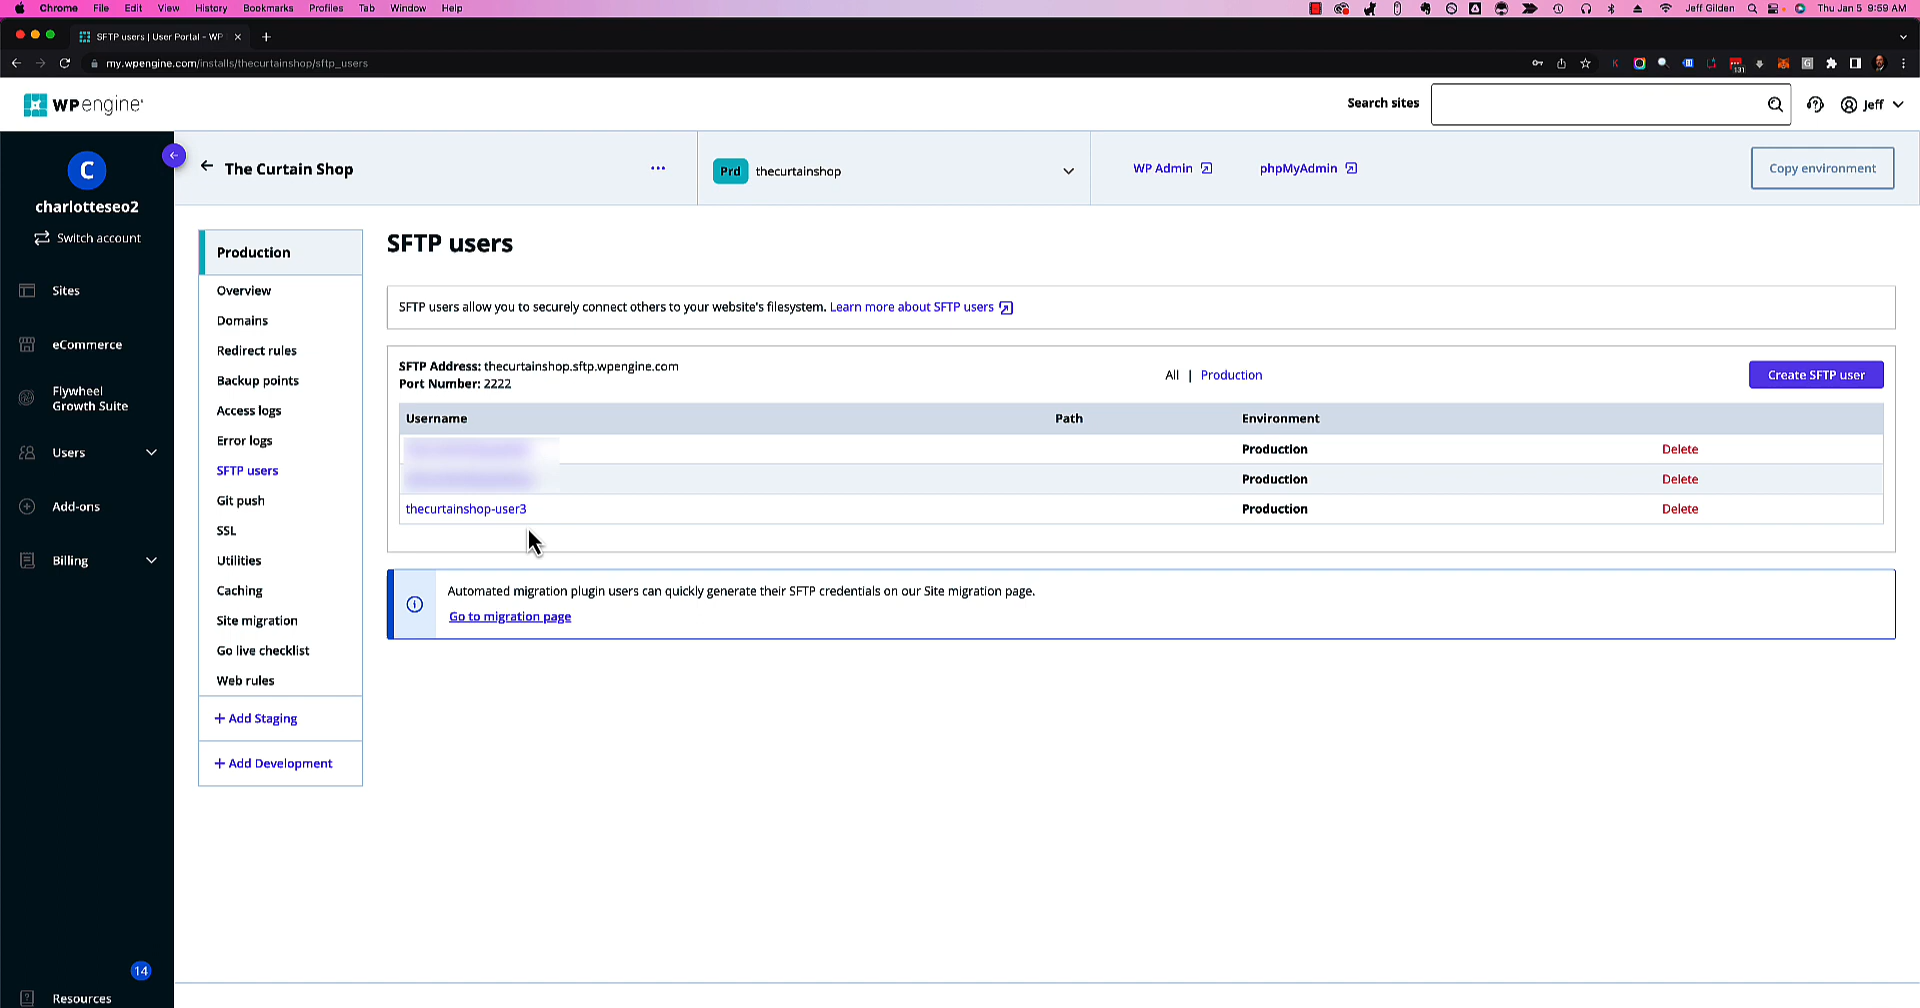 Chrome File Edit View History Bookmarks Profiles Tab Window Help
Jeff Gilden Thu Jan 5 9:59 AM
SFTP users | User Portal – WP
my.wpengine.com/installs/thecurtainshop/sftp_users
131
WP engine
Search sites
Jeff
C
charlotteseo2
Switch account
Sites
eCommerce
Flywheel
Growth Suite
Users
Add-ons
Billing
14
Resources
The Curtain Shop
Prd thecurtainshop
WP Admin
phpMyAdmin
Copy environment
Production
Overview
Domains
Redirect rules
Backup points
Access logs
Error logs
SFTP users
Git push
SSL
Utilities
Caching
Site migration
Go live checklist
Web rules
+ Add Staging
+ Add Development
SFTP users
SFTP users allow you to securely connect others to your website's filesystem. Learn more about SFTP users
SFTP Address: thecurtainshop.sftp.wpengine.com
Port Number: 2222
All | Production
Create SFTP user
Username Path Environment
Production Delete
Production Delete
thecurtainshop-user3 Production Delete
Automated migration plugin users can quickly generate their SFTP credentials on our Site migration page.
Go to migration page